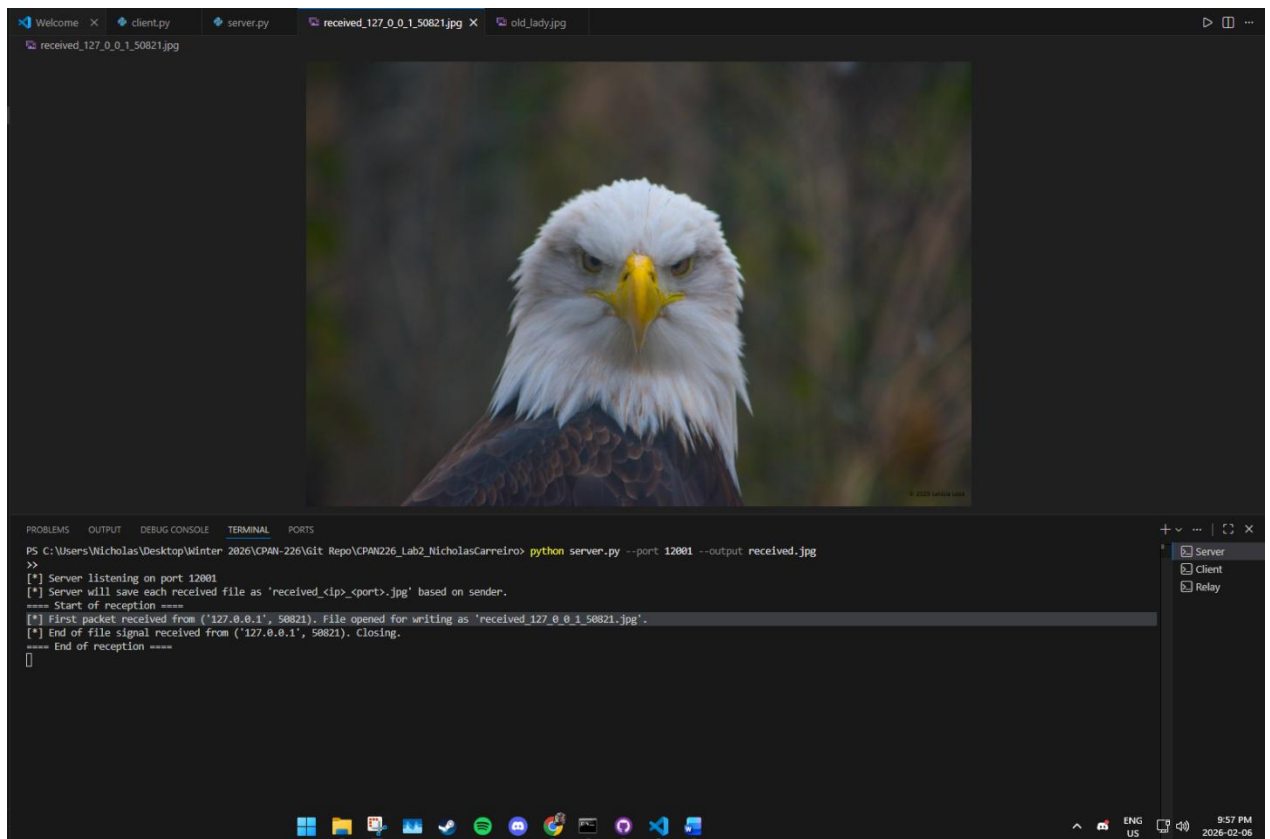 Welcome
client.py
server.py
received_127_0_0_1_50821.jpg
old_lady.jpg
received_127_0_0_1_50821.jpg
PROBLEMS OUTPUT DEBUG CONSOLE TERMINAL PORTS
PS C:\Users\Nicholas\Desktop\Winter 2026\CPAN-226\Git Repo\CPAN226_Lab2_NicholasCarreiro> python server.py --port 12001 --output received.jpg
>>
[*] Server listening on port 12001
[*] Server will save each received file as 'received_<ip>_<port>.jpg' based on sender.
==== Start of reception ====
[*] First packet received from ('127.0.0.1', 50821). File opened for writing as 'received_127_0_0_1_50821.jpg'.
[*] End of file signal received from ('127.0.0.1', 50821). Closing.
==== End of reception ====
Server
Client
Relay
ENG
US
9:57 PM
2026-02-06